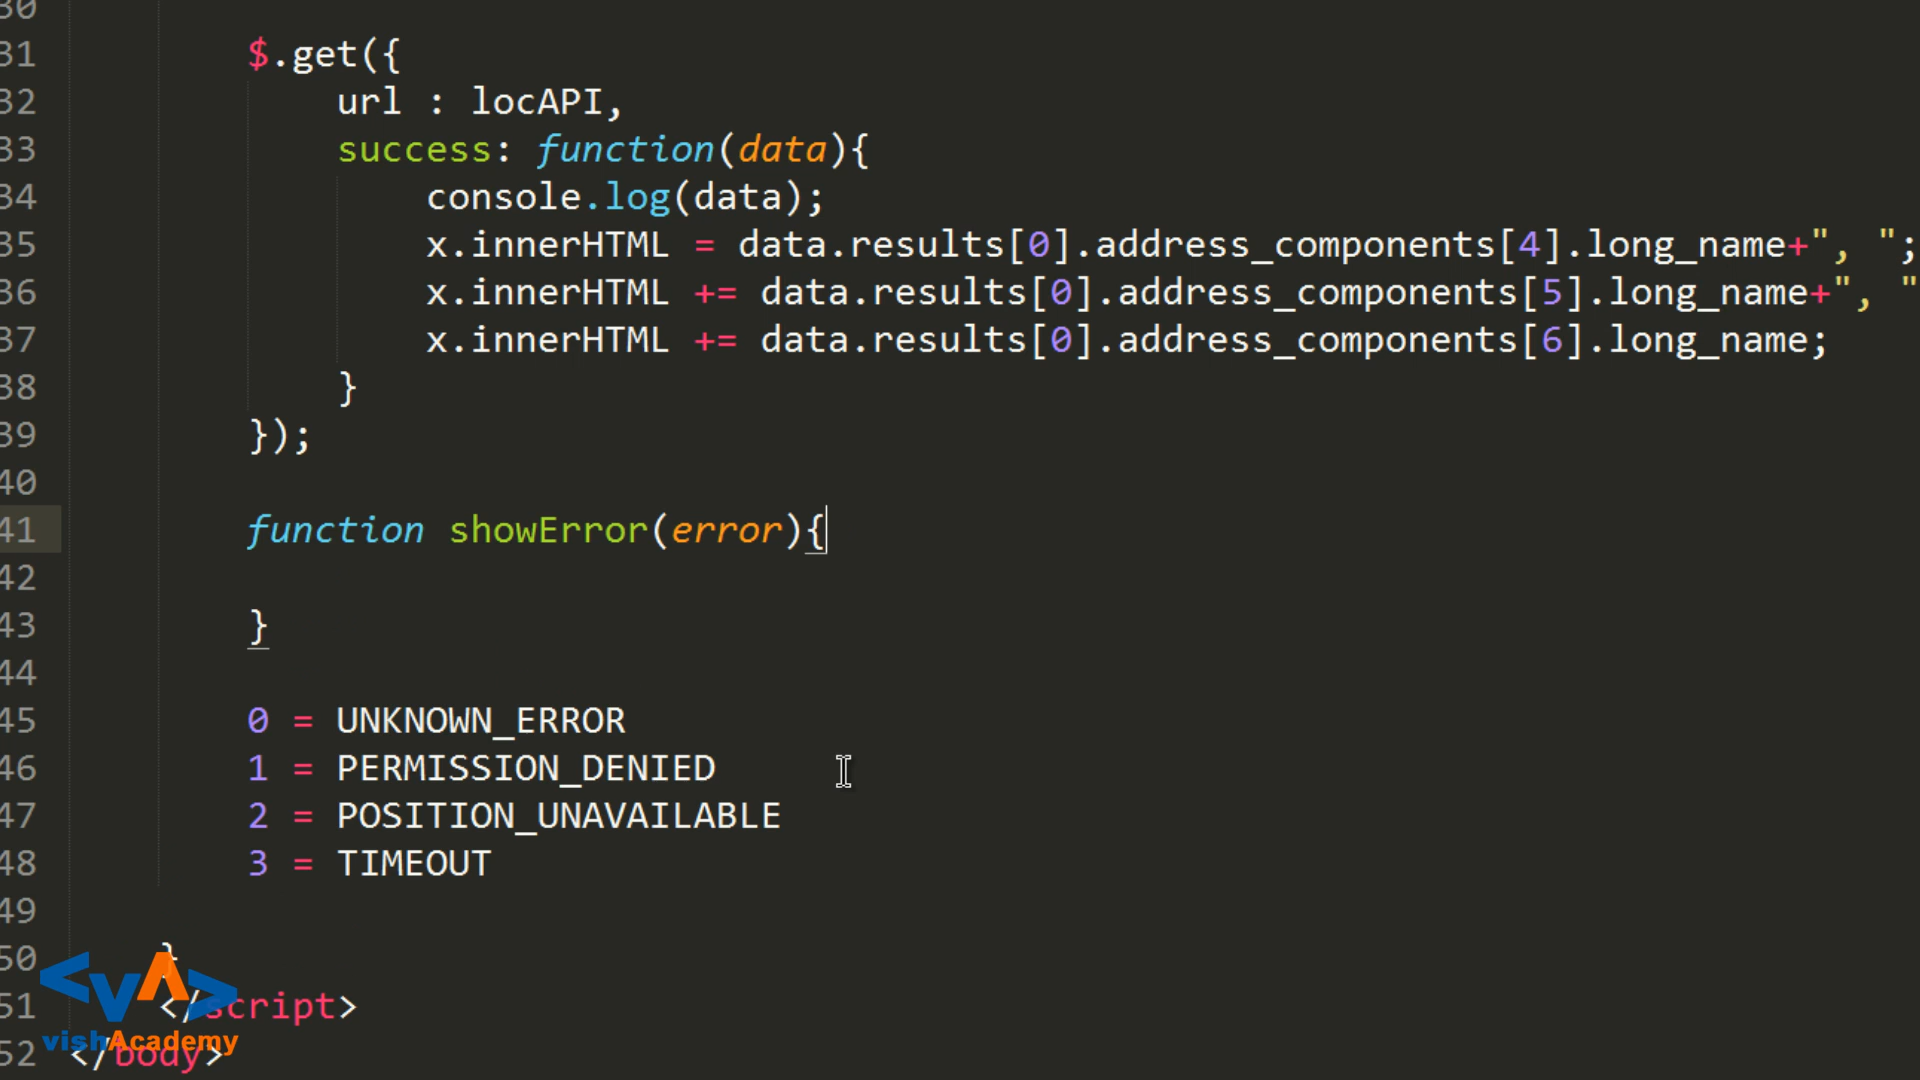 30
31 $.get({
32 url : locAPI,
33 success: function(data){
34 console.log(data);
35 x.innerHTML = data.results[0].address_components[4].long_name+", ";
36 x.innerHTML += data.results[0].address_components[5].long_name+", "
37 x.innerHTML += data.results[0].address_components[6].long_name;
38 }
39 });
40
41 function showError(error){
42
43 }
44
45 0 = UNKNOWN_ERROR
46 1 = PERMISSION_DENIED
47 2 = POSITION_UNAVAILABLE
48 3 = TIMEOUT
49
50 }
<vA>
51 </script>
vishAcademy
52 </body>